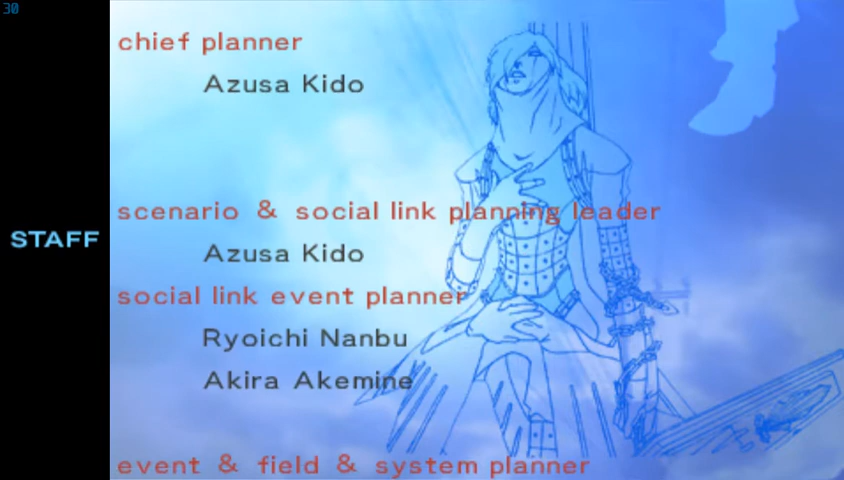 30
STAFF
chief planner
Azusa Kido
scenario & social link planning leader
Azusa Kido
social link event planner
Ryoichi Nanbu
Akira Akemine
event & field & system planner